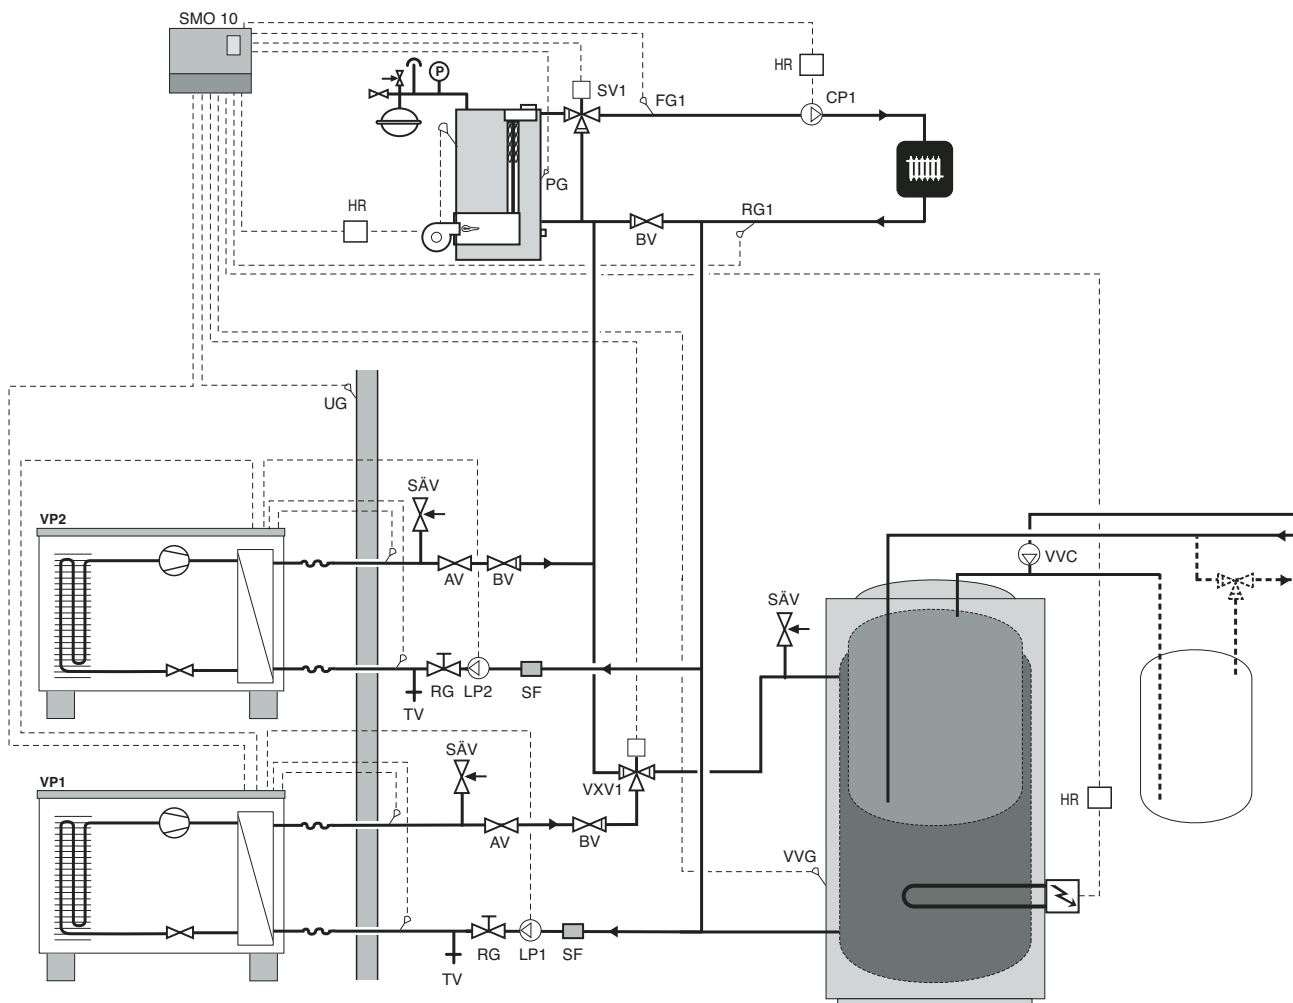 SMO 10
P
SV1
FG1
HR
CP1
PG
HR
BV
RG1
UG
SÄV
VP2
AV
BV
VVC
SÄV
RG
LP2
SF
TV
SÄV
VP1
VXV1
HR
AV
BV
VVG
RG
LP1
SF
TV